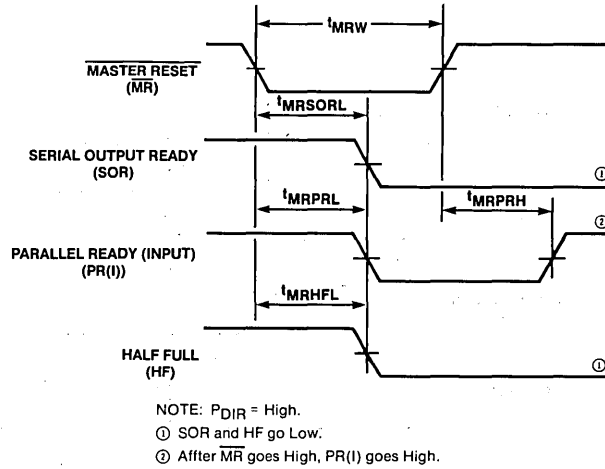 tMRW
MASTER RESET
(MR)
tMRSORL
SERIAL OUTPUT READY
(SOR)
①
tMRPRL
tMRPRH
②
PARALLEL READY (INPUT)
(PR(I))
tMRHFL
HALF FULL
(HF)
①
NOTE: PDIR = High.
① SOR and HF go Low.
② Affter MR goes High, PR(I) goes High.